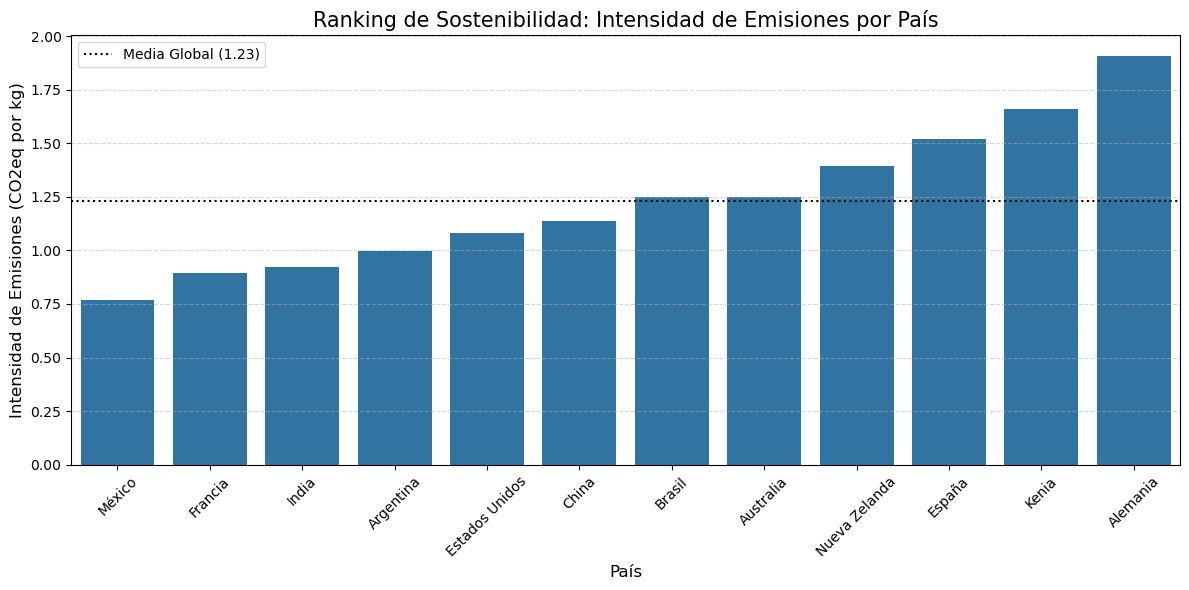 Ranking de Sostenibilidad: Intensidad de Emisiones por País
Media Global (1.23)
Intensidad de Emisiones (CO2eq por kg)
2.00
1.75
1.50
1.25
1.00
0.75
0.50
0.25
0.00
México
Francia
India
Argentina
Estados Unidos
China
Brasil
Australia
Nueva Zelanda
España
Kenia
Alemania
País